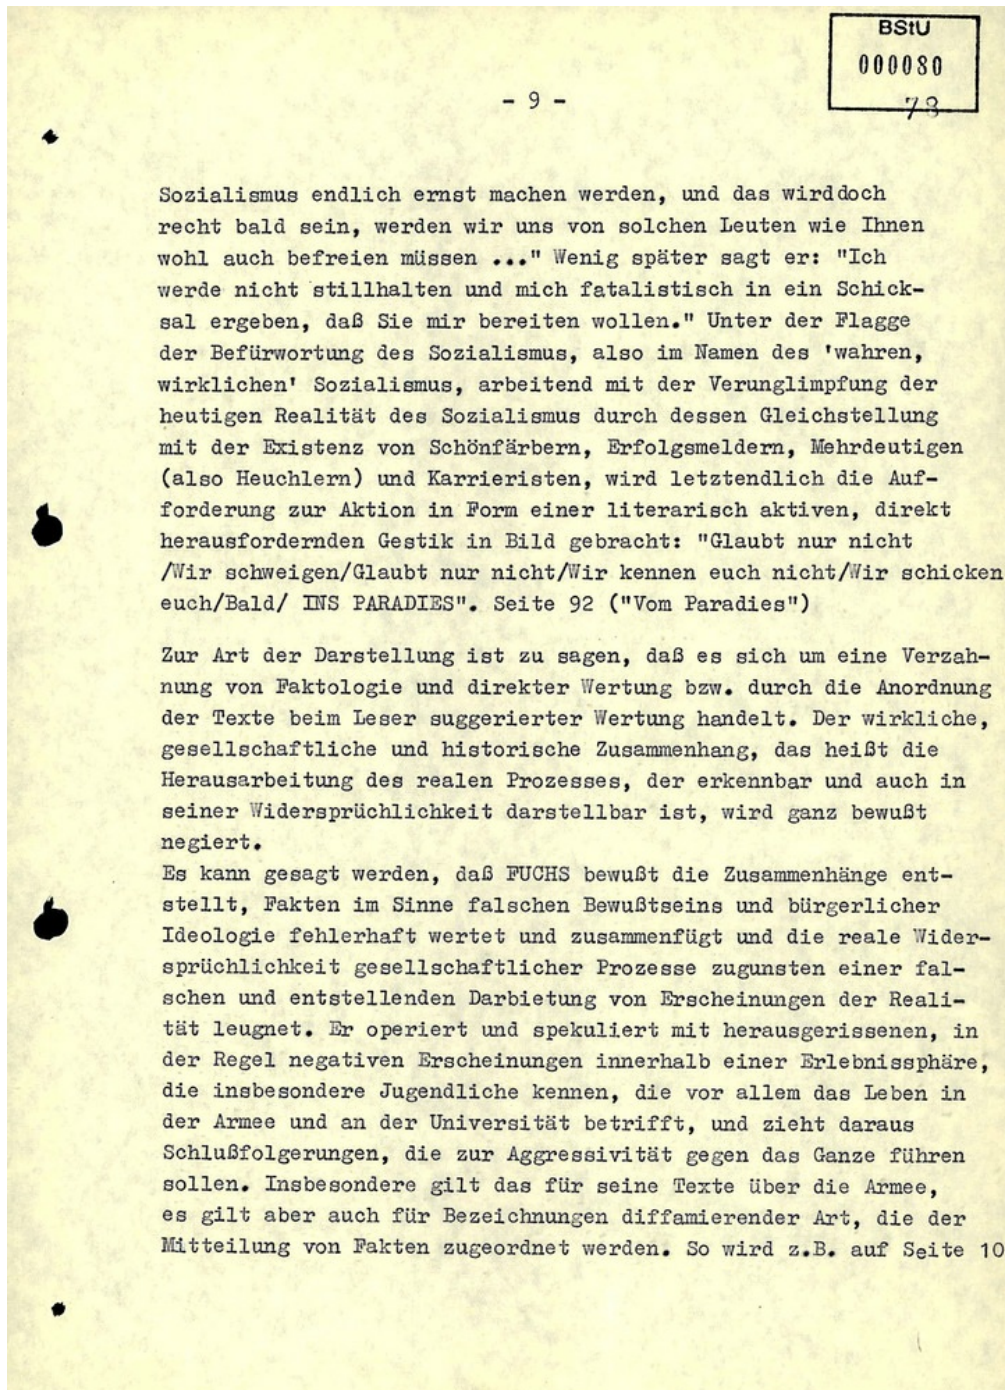 BStU
000080
78
- 9 -
Sozialismus endlich ernst machen werden, und das wirddoch
recht bald sein, werden wir uns von solchen Leuten wie Ihnen
wohl auch befreien müssen ..." Wenig später sagt er: "Ich
werde nicht stillhalten und mich fatalistisch in ein Schick-
sal ergeben, daß Sie mir bereiten wollen." Unter der Flagge
der Befürwortung des Sozialismus, also im Namen des 'wahren,
wirklichen' Sozialismus, arbeitend mit der Verunglimpfung der
heutigen Realität des Sozialismus durch dessen Gleichstellung
mit der Existenz von Schönfärbern, Erfolgsmeldern, Mehrdeutigen
(also Heuchlern) und Karrieristen, wird letztendlich die Auf-
forderung zur Aktion in Form einer literarisch aktiven, direkt
herausfordernden Gestik in Bild gebracht: "Glaubt nur nicht
/Wir schweigen/Glaubt nur nicht/Wir kennen euch nicht/Wir schicken
euch/Bald/ INS PARADIES". Seite 92 ("Vom Paradies")
Zur Art der Darstellung ist zu sagen, daß es sich um eine Verzah-
nung von Faktologie und direkter Wertung bzw. durch die Anordnung
der Texte beim Leser suggerierter Wertung handelt. Der wirkliche,
gesellschaftliche und historische Zusammenhang, das heißt die
Herausarbeitung des realen Prozesses, der erkennbar und auch in
seiner Widersprüchlichkeit darstellbar ist, wird ganz bewußt
negiert.
Es kann gesagt werden, daß FUCHS bewußt die Zusammenhänge ent-
stellt, Fakten im Sinne falschen Bewußtseins und bürgerlicher
Ideologie fehlerhaft wertet und zusammenfügt und die reale Wider-
sprüchlichkeit gesellschaftlicher Prozesse zugunsten einer fal-
schen und entstellenden Darbietung von Erscheinungen der Reali-
tät leugnet. Er operiert und spekuliert mit herausgerissenen, in
der Regel negativen Erscheinungen innerhalb einer Erlebnissphäre,
die insbesondere Jugendliche kennen, die vor allem das Leben in
der Armee und an der Universität betrifft, und zieht daraus
Schlußfolgerungen, die zur Aggressivität gegen das Ganze führen
sollen. Insbesondere gilt das für seine Texte über die Armee,
es gilt aber auch für Bezeichnungen diffamierender Art, die der
Mitteilung von Fakten zugeordnet werden. So wird z.B. auf Seite 10